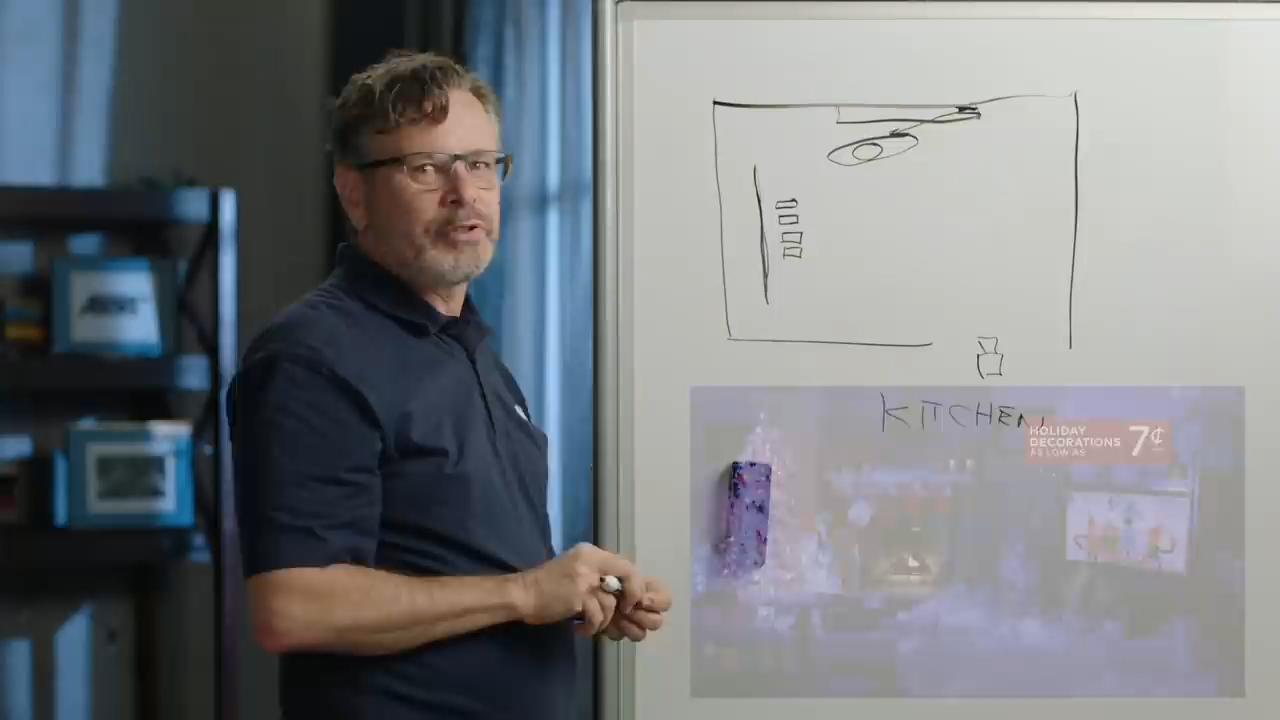 KITCHEN
HOLIDAY
DECORATIONS
AS LOW AS
7¢